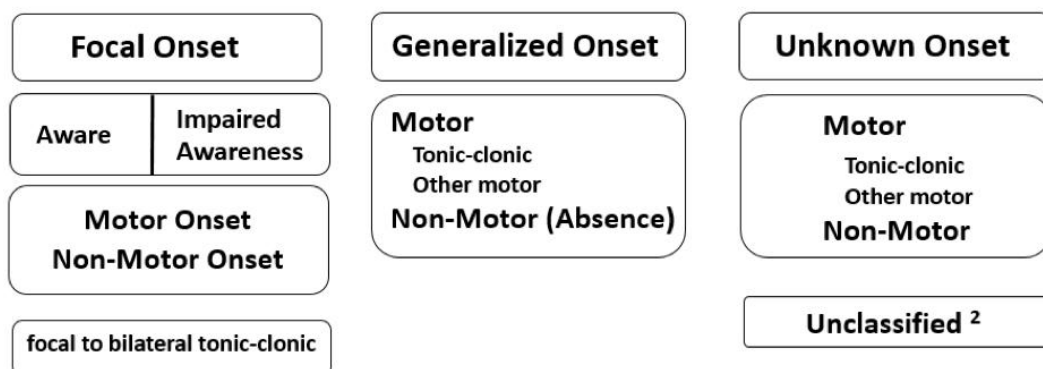 Focal Onset
Aware
Impaired
Awareness
Motor Onset
Non-Motor Onset
focal to bilateral tonic-clonic
Generalized Onset
Motor
Tonic-clonic
Other motor
Non-Motor (Absence)
Unknown Onset
Motor
Tonic-clonic
Other motor
Non-Motor
Unclassified ²